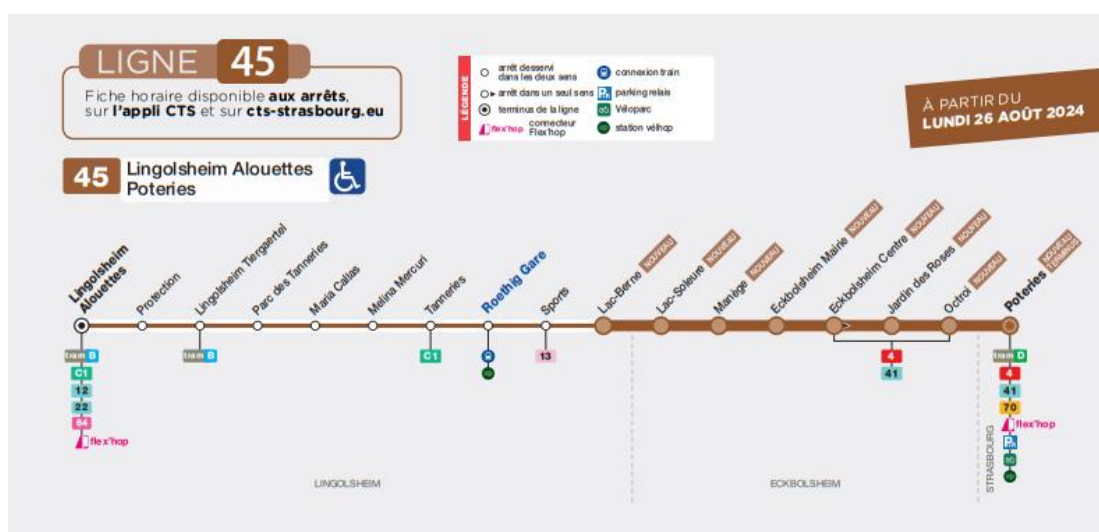 LIGNE 45
Fiche horaire disponible aux arrêts,
sur l'appli CTS et sur cts-strasbourg.eu
LÉGENDE
arrêt desservi
dans les deux sens
arrêt dans un seul sens
terminus de la ligne
flex'hop connecteur
Flex'hop
connexion train
P+R parking relais
Véloparc
station vélhop
À PARTIR DU
LUNDI 26 AOÛT 2024
45 Lingolsheim Alouettes
Poteries
Lingolsheim
Alouettes
Protection
Lingolsheim Tiergaertel
Parc des Tanneries
Maria Callas
Melina Mercuri
Tanneries
Roethig Gare
Sports
Lac-Berne NOUVEAU
Lac-Soleure NOUVEAU
Manège NOUVEAU
Eckbolsheim Mairie NOUVEAU
Eckbolsheim Centre NOUVEAU
Jardin des Roses NOUVEAU
Octroi NOUVEAU
Poteries NOUVEAU
TERMINUS
tram B
C1
12
22
64
flex'hop
tram B
C1
13
4
41
tram D
4
41
70
flex'hop
P+R
LINGOLSHEIM
ECKBOLSHEIM
STRASBOURG